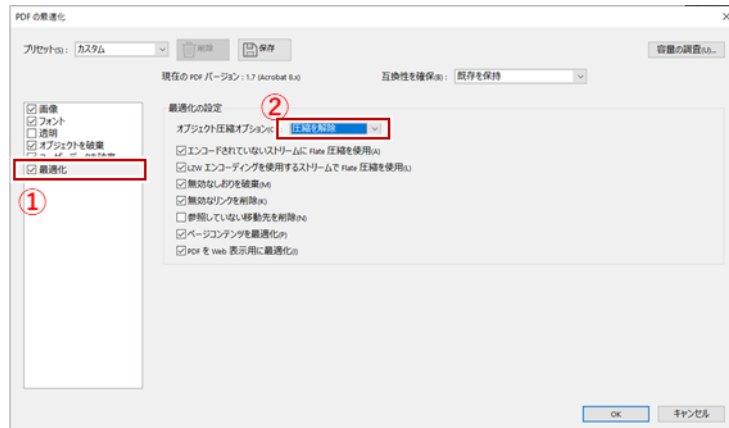 PDF の最適化
プリセット(S): カスタム 削除 保存 容量の調査(U)...
現在の PDF バージョン : 1.7 (Acrobat 8.x) 互換性を確保(B): 既存を保持
画像
フォント
透明
オブジェクトを破棄
最適化
①
最適化の設定
②
オブジェクト圧縮オプション(C : 圧縮を解除
エンコードされていないストリームに Flate 圧縮を使用(A)
LZW エンコーディングを使用するストリームで Flate 圧縮を使用(L)
無効なしおりを破棄(M)
無効なリンクを削除(K)
参照していない移動先を削除(N)
ページコンテンツを最適化(P)
PDF を Web 表示用に最適化(I)
OK キャンセル